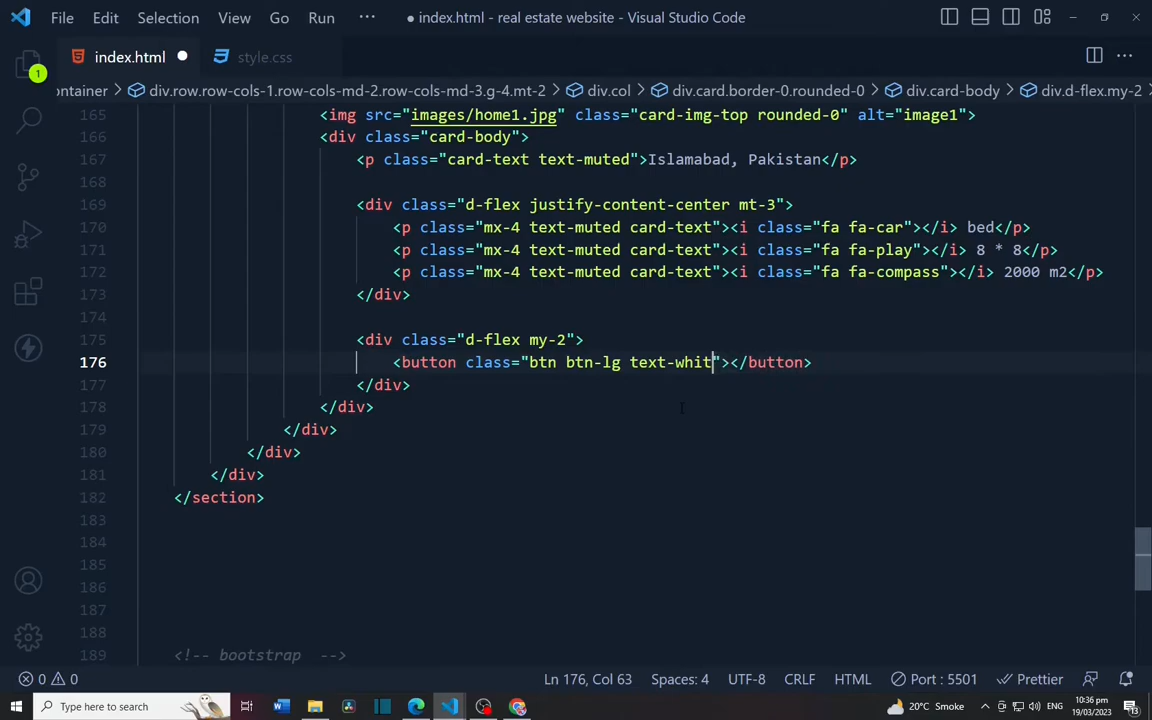 File Edit Selection View Go Run ··· ● index.html - real estate website - Visual Studio Code
index.html ● style.css
1
ontainer > div.row.row-cols-1.row-cols-md-2.row-cols-md-3.g-4.mt-2 > div.col > div.card.border-0.rounded-0 > div.card-body > div.d-flex.my-2
165 <img src="images/home1.jpg" class="card-img-top rounded-0" alt="image1">
166 <div class="card-body">
167 <p class="card-text text-muted">Islamabad, Pakistan</p>
168
169 <div class="d-flex justify-content-center mt-3">
170 <p class="mx-4 text-muted card-text"><i class="fa fa-car"></i> bed</p>
171 <p class="mx-4 text-muted card-text"><i class="fa fa-play"></i> 8 * 8</p>
172 <p class="mx-4 text-muted card-text"><i class="fa fa-compass"></i> 2000 m2</p>
173 </div>
174
175 <div class="d-flex my-2">
176 <button class="btn btn-lg text-whit"></button>
177 </div>
178 </div>
179 </div>
180 </div>
181 </div>
182 </section>
183
184
185
186
187
188
189 <!-- bootstrap -->
0 0 Ln 176, Col 63 Spaces: 4 UTF-8 CRLF HTML Port : 5501 Prettier
Type here to search 20°C Smoke ENG 10:36 pm 19/03/2023 13